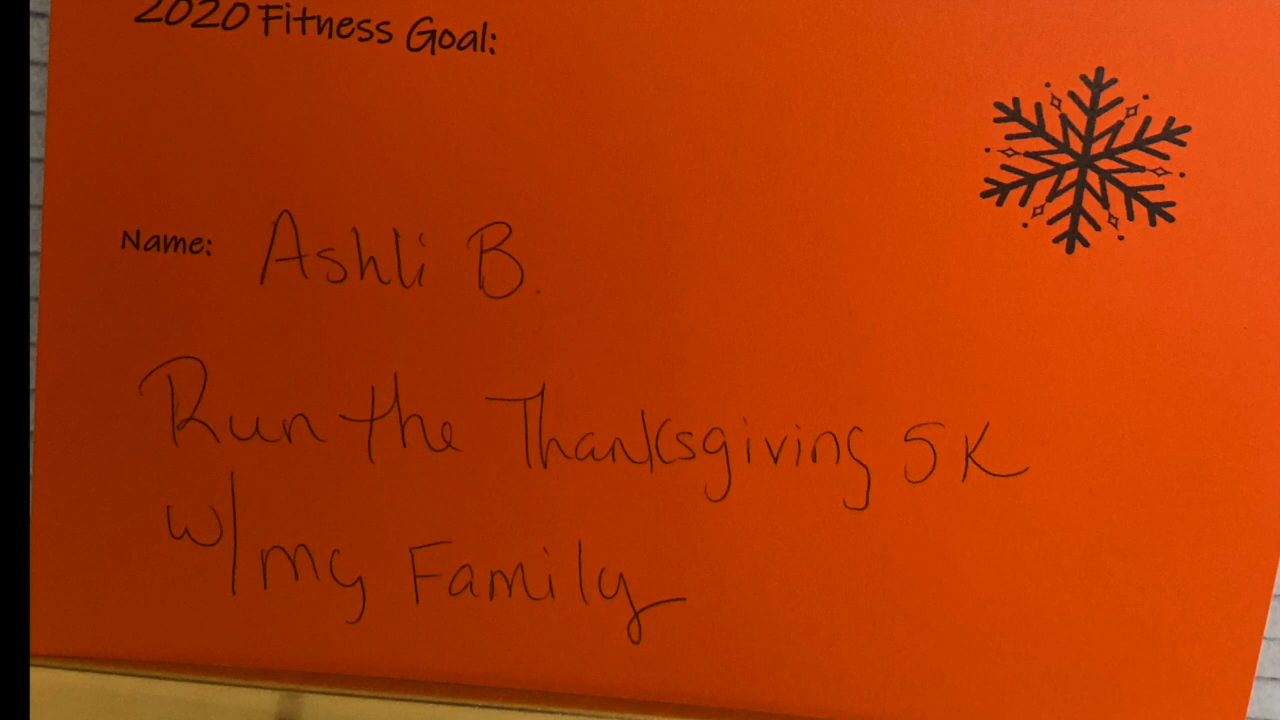 2020 Fitness Goal:
Name: Ashli B.
Run the Thanksgiving 5K
w/ my Family